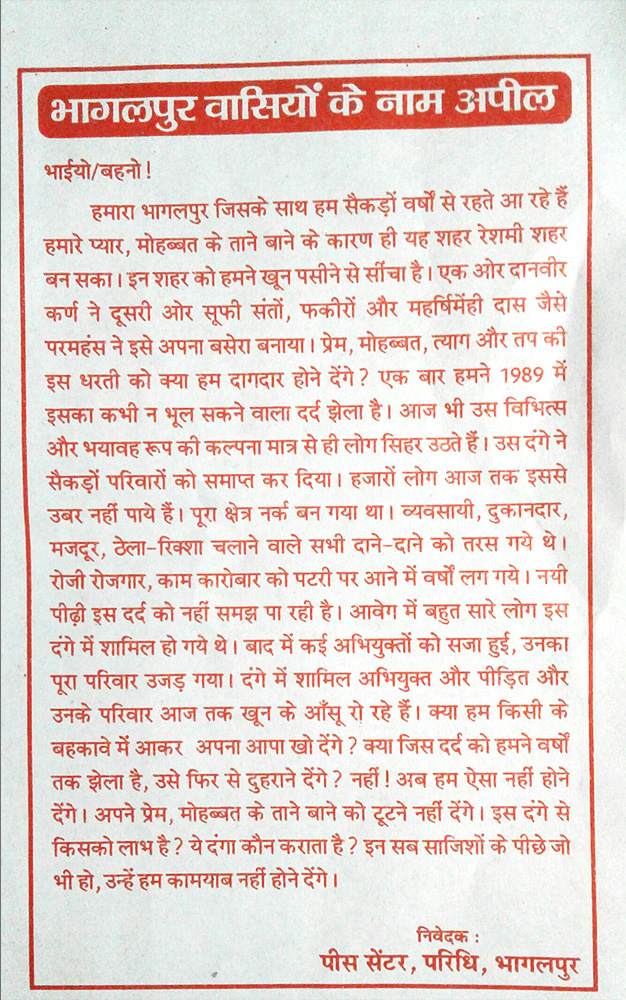 भागलपुर वासियों के नाम अपील
भाईयो/बहनो!
हमारा भागलपुर जिसके साथ हम सैकड़ों वर्षों से रहते आ रहे हैं
हमारे प्यार, मोहब्बत के ताने बाने के कारण ही यह शहर रेशमी शहर
बन सका। इन शहर को हमने खून पसीने से सींचा है। एक ओर दानवीर
कर्ण ने दूसरी ओर सूफी संतों, फकीरों और महर्षिमेंही दास जैसे
परमहंस ने इसे अपना बसेरा बनाया। प्रेम, मोहब्बत, त्याग और तप की
इस धरती को क्या हम दागदार होने देंगे? एक बार हमने 1989 में
इसका कभी न भूल सकने वाला दर्द झेला है। आज भी उस विभित्स
और भयावह रूप की कल्पना मात्र से ही लोग सिहर उठते हैं। उस दंगे ने
सैकड़ों परिवारों को समाप्त कर दिया। हजारों लोग आज तक इससे
उबर नहीं पाये हैं। पूरा क्षेत्र नर्क बन गया था। व्यवसायी, दुकानदार,
मजदूर, ठेला-रिक्शा चलाने वाले सभी दाने-दाने को तरस गये थे।
रोजी रोजगार, काम कारोबार को पटरी पर आने में वर्षों लग गये। नयी
पीढ़ी इस दर्द को नहीं समझ पा रही है। आवेग में बहुत सारे लोग इस
दंगे में शामिल हो गये थे। बाद में कई अभियुक्तों को सजा हुई, उनका
पूरा परिवार उजड़ गया। दंगे में शामिल अभियुक्त और पीड़ित और
उनके परिवार आज तक खून के आँसू रो रहे हैं। क्या हम किसी के
बहकावे में आकर अपना आपा खो देंगे? क्या जिस दर्द को हमने वर्षों
तक झेला है, उसे फिर से दुहराने देंगे? नहीं! अब हम ऐसा नहीं होने
देंगे। अपने प्रेम, मोहब्बत के ताने बाने को टूटने नहीं देंगे। इस दंगे से
किसको लाभ है? ये दंगा कौन कराता है? इन सब साजिशों के पीछे जो
भी हो, उन्हें हम कामयाब नहीं होने देंगे।
निवेदक :
पीस सेंटर, परिधि, भागलपुर